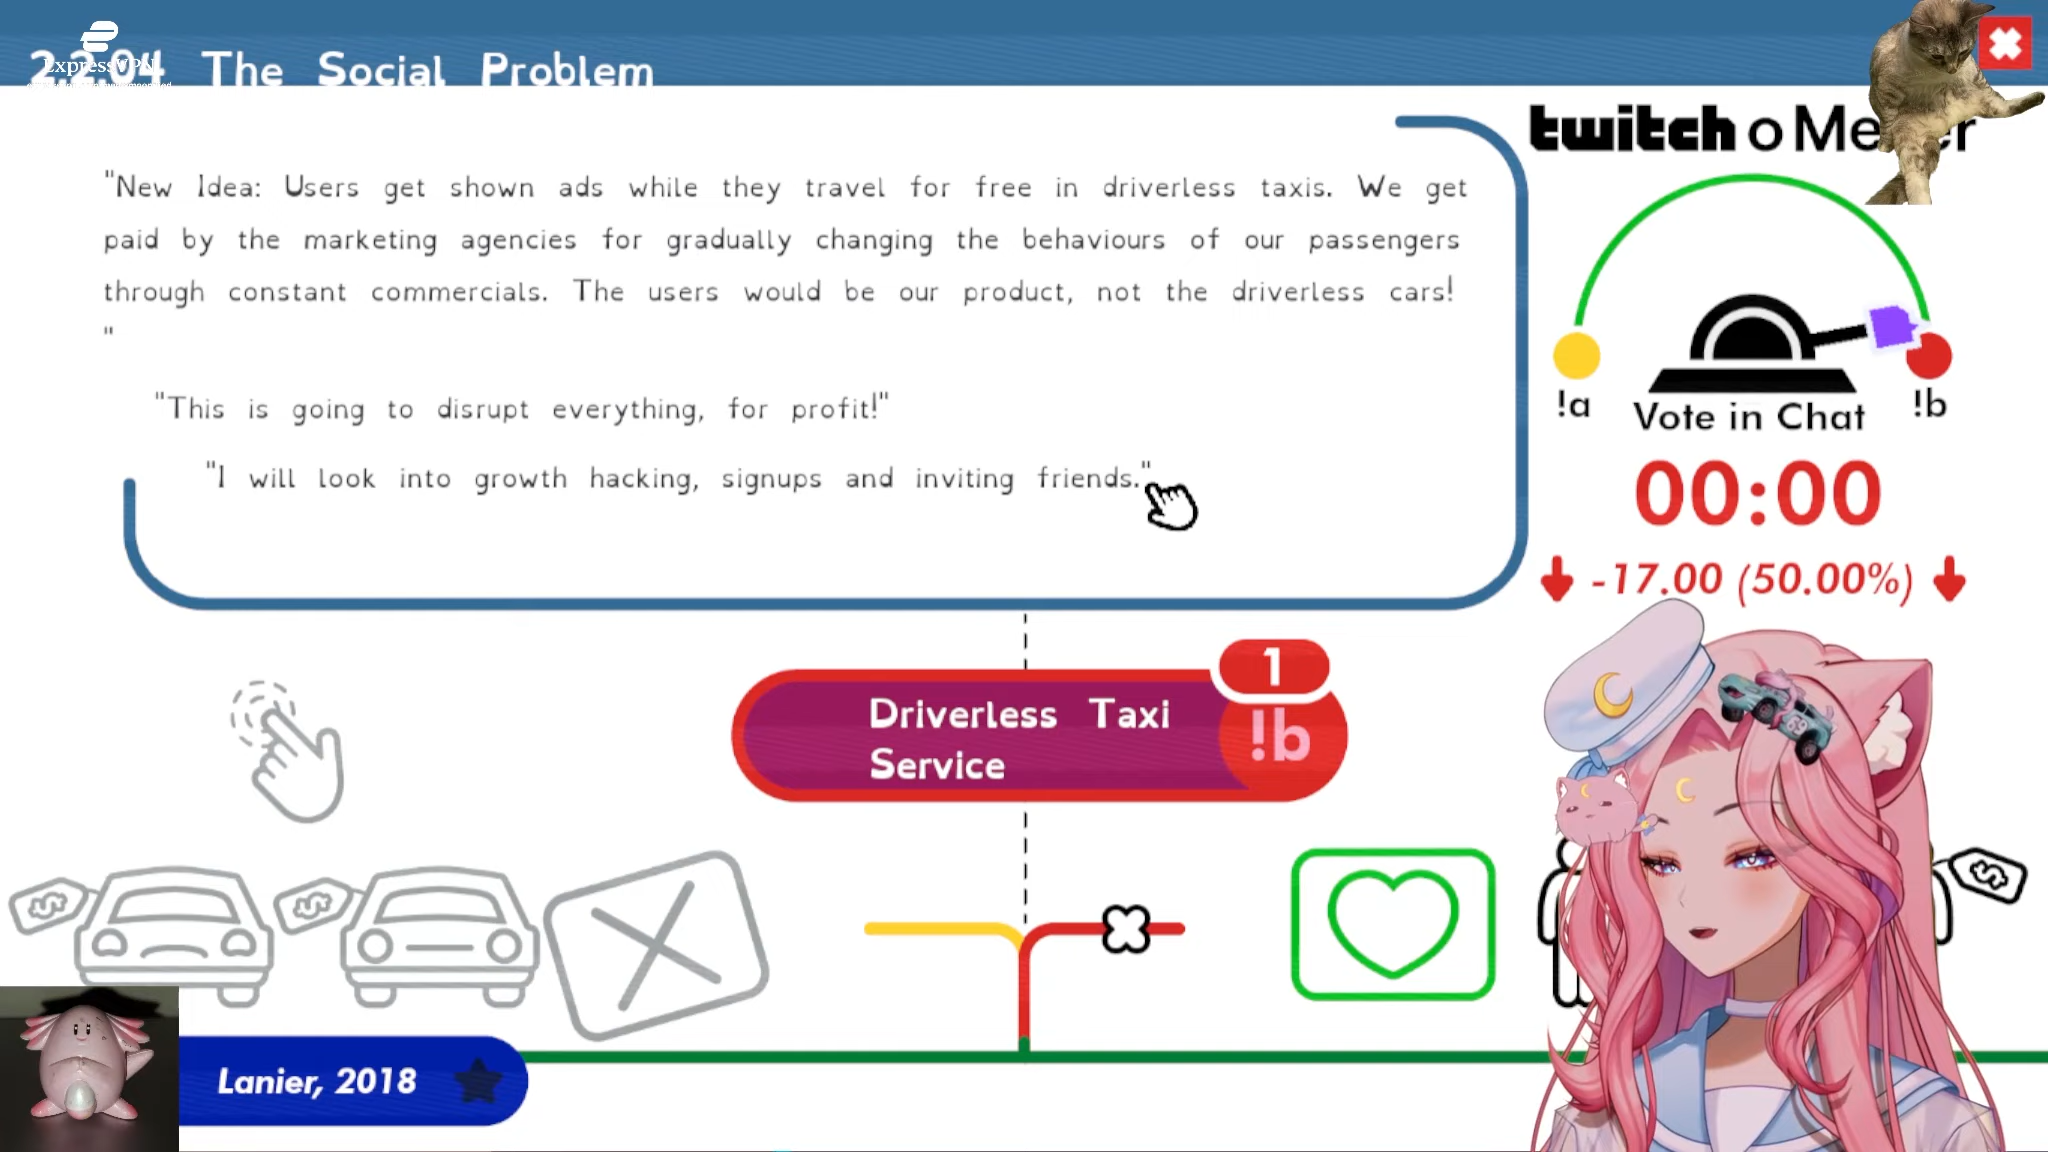 2.2.04 The Social Problem
ExpressVPN
twitch o Me
"New Idea: Users get shown ads while they travel for free in driverless taxis. We get
paid by the marketing agencies for gradually changing the behaviours of our passengers
through constant commercials. The users would be our product, not the driverless cars!
"
"This is going to disrupt everything, for profit!"
"I will look into growth hacking, signups and inviting friends."
!a
Vote in Chat
!b
00:00
-17.00 (50.00%)
1
Driverless Taxi
Service
!b
$
$
$
Lanier, 2018